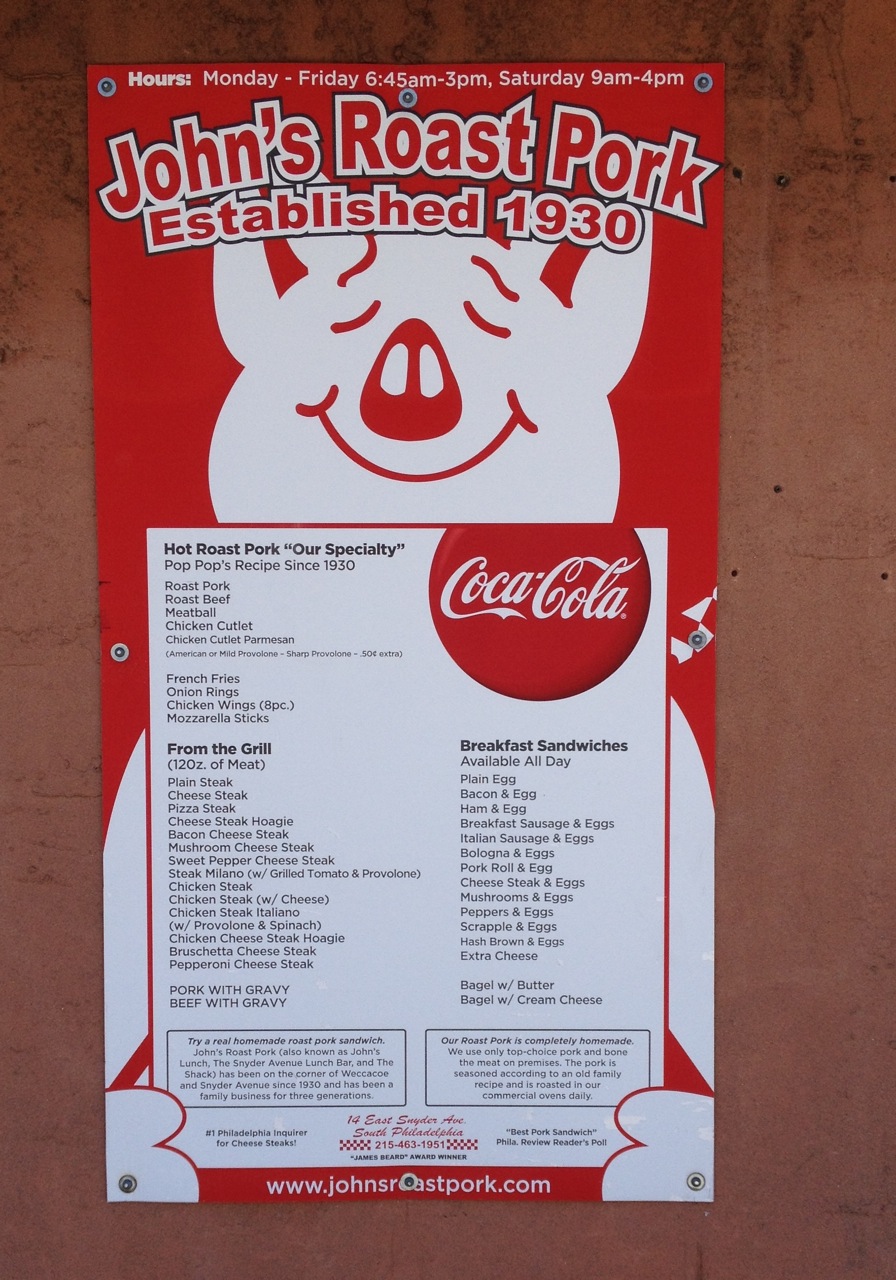 Hours: Monday - Friday 6:45am-3pm, Saturday 9am-4pm
John's Roast Pork
Established 1930
Hot Roast Pork "Our Specialty"
Pop Pop's Recipe Since 1930
Roast Pork
Roast Beef
Meatball
Chicken Cutlet
Chicken Cutlet Parmesan
(American or Mild Provolone – Sharp Provolone – .50¢ extra)
French Fries
Onion Rings
Chicken Wings (8pc.)
Mozzarella Sticks
Coca-Cola®
From the Grill
(12oz. of Meat)
Plain Steak
Cheese Steak
Pizza Steak
Cheese Steak Hoagie
Bacon Cheese Steak
Mushroom Cheese Steak
Sweet Pepper Cheese Steak
Steak Milano (w/ Grilled Tomato & Provolone)
Chicken Steak
Chicken Steak (w/ Cheese)
Chicken Steak Italiano
(w/ Provolone & Spinach)
Chicken Cheese Steak Hoagie
Bruschetta Cheese Steak
Pepperoni Cheese Steak
PORK WITH GRAVY
BEEF WITH GRAVY
Breakfast Sandwiches
Available All Day
Plain Egg
Bacon & Egg
Ham & Egg
Breakfast Sausage & Eggs
Italian Sausage & Eggs
Bologna & Eggs
Pork Roll & Egg
Cheese Steak & Eggs
Mushrooms & Eggs
Peppers & Eggs
Scrapple & Eggs
Hash Brown & Eggs
Extra Cheese
Bagel w/ Butter
Bagel w/ Cream Cheese
Try a real homemade roast pork sandwich.
John's Roast Pork (also known as John's
Lunch, The Snyder Avenue Lunch Bar, and The
Shack) has been on the corner of Weccacoe
and Snyder Avenue since 1930 and has been a
family business for three generations.
Our Roast Pork is completely homemade.
We use only top-choice pork and bone
the meat on premises. The pork is
seasoned according to an old family
recipe and is roasted in our
commercial ovens daily.
#1 Philadelphia Inquirer
for Cheese Steaks!
14 East Snyder Ave.
South Philadelphia
215-463-1951
"JAMES BEARD" AWARD WINNER
"Best Pork Sandwich"
Phila. Review Reader's Poll
www.johnsroastpork.com